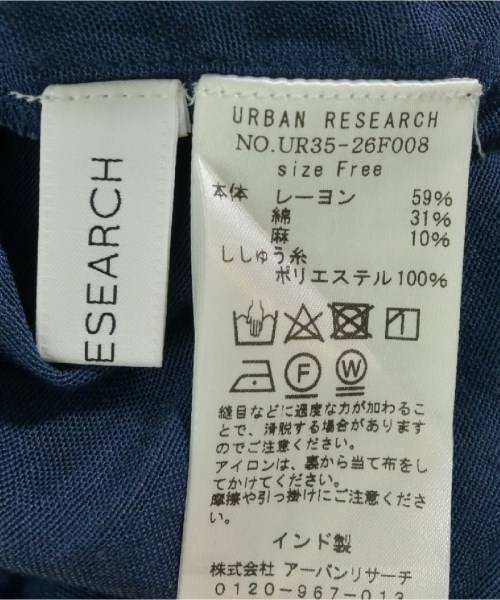 ESEARCH
URBAN RESEARCH
NO.UR35-26F008
size Free
本体 レーヨン 59%
綿 31%
麻 10%
ししゅう糸
ポリエステル 100%
F W
縫目などに過度な力が加わるこ
とで、滑脱する場合があります
のでご注意ください。
アイロンは、裏から当て布をし
てかけてください。
摩擦や引っ掛けにご注意くださ
い。
インド製
株式会社 アーバンリサーチ
0120-967-013